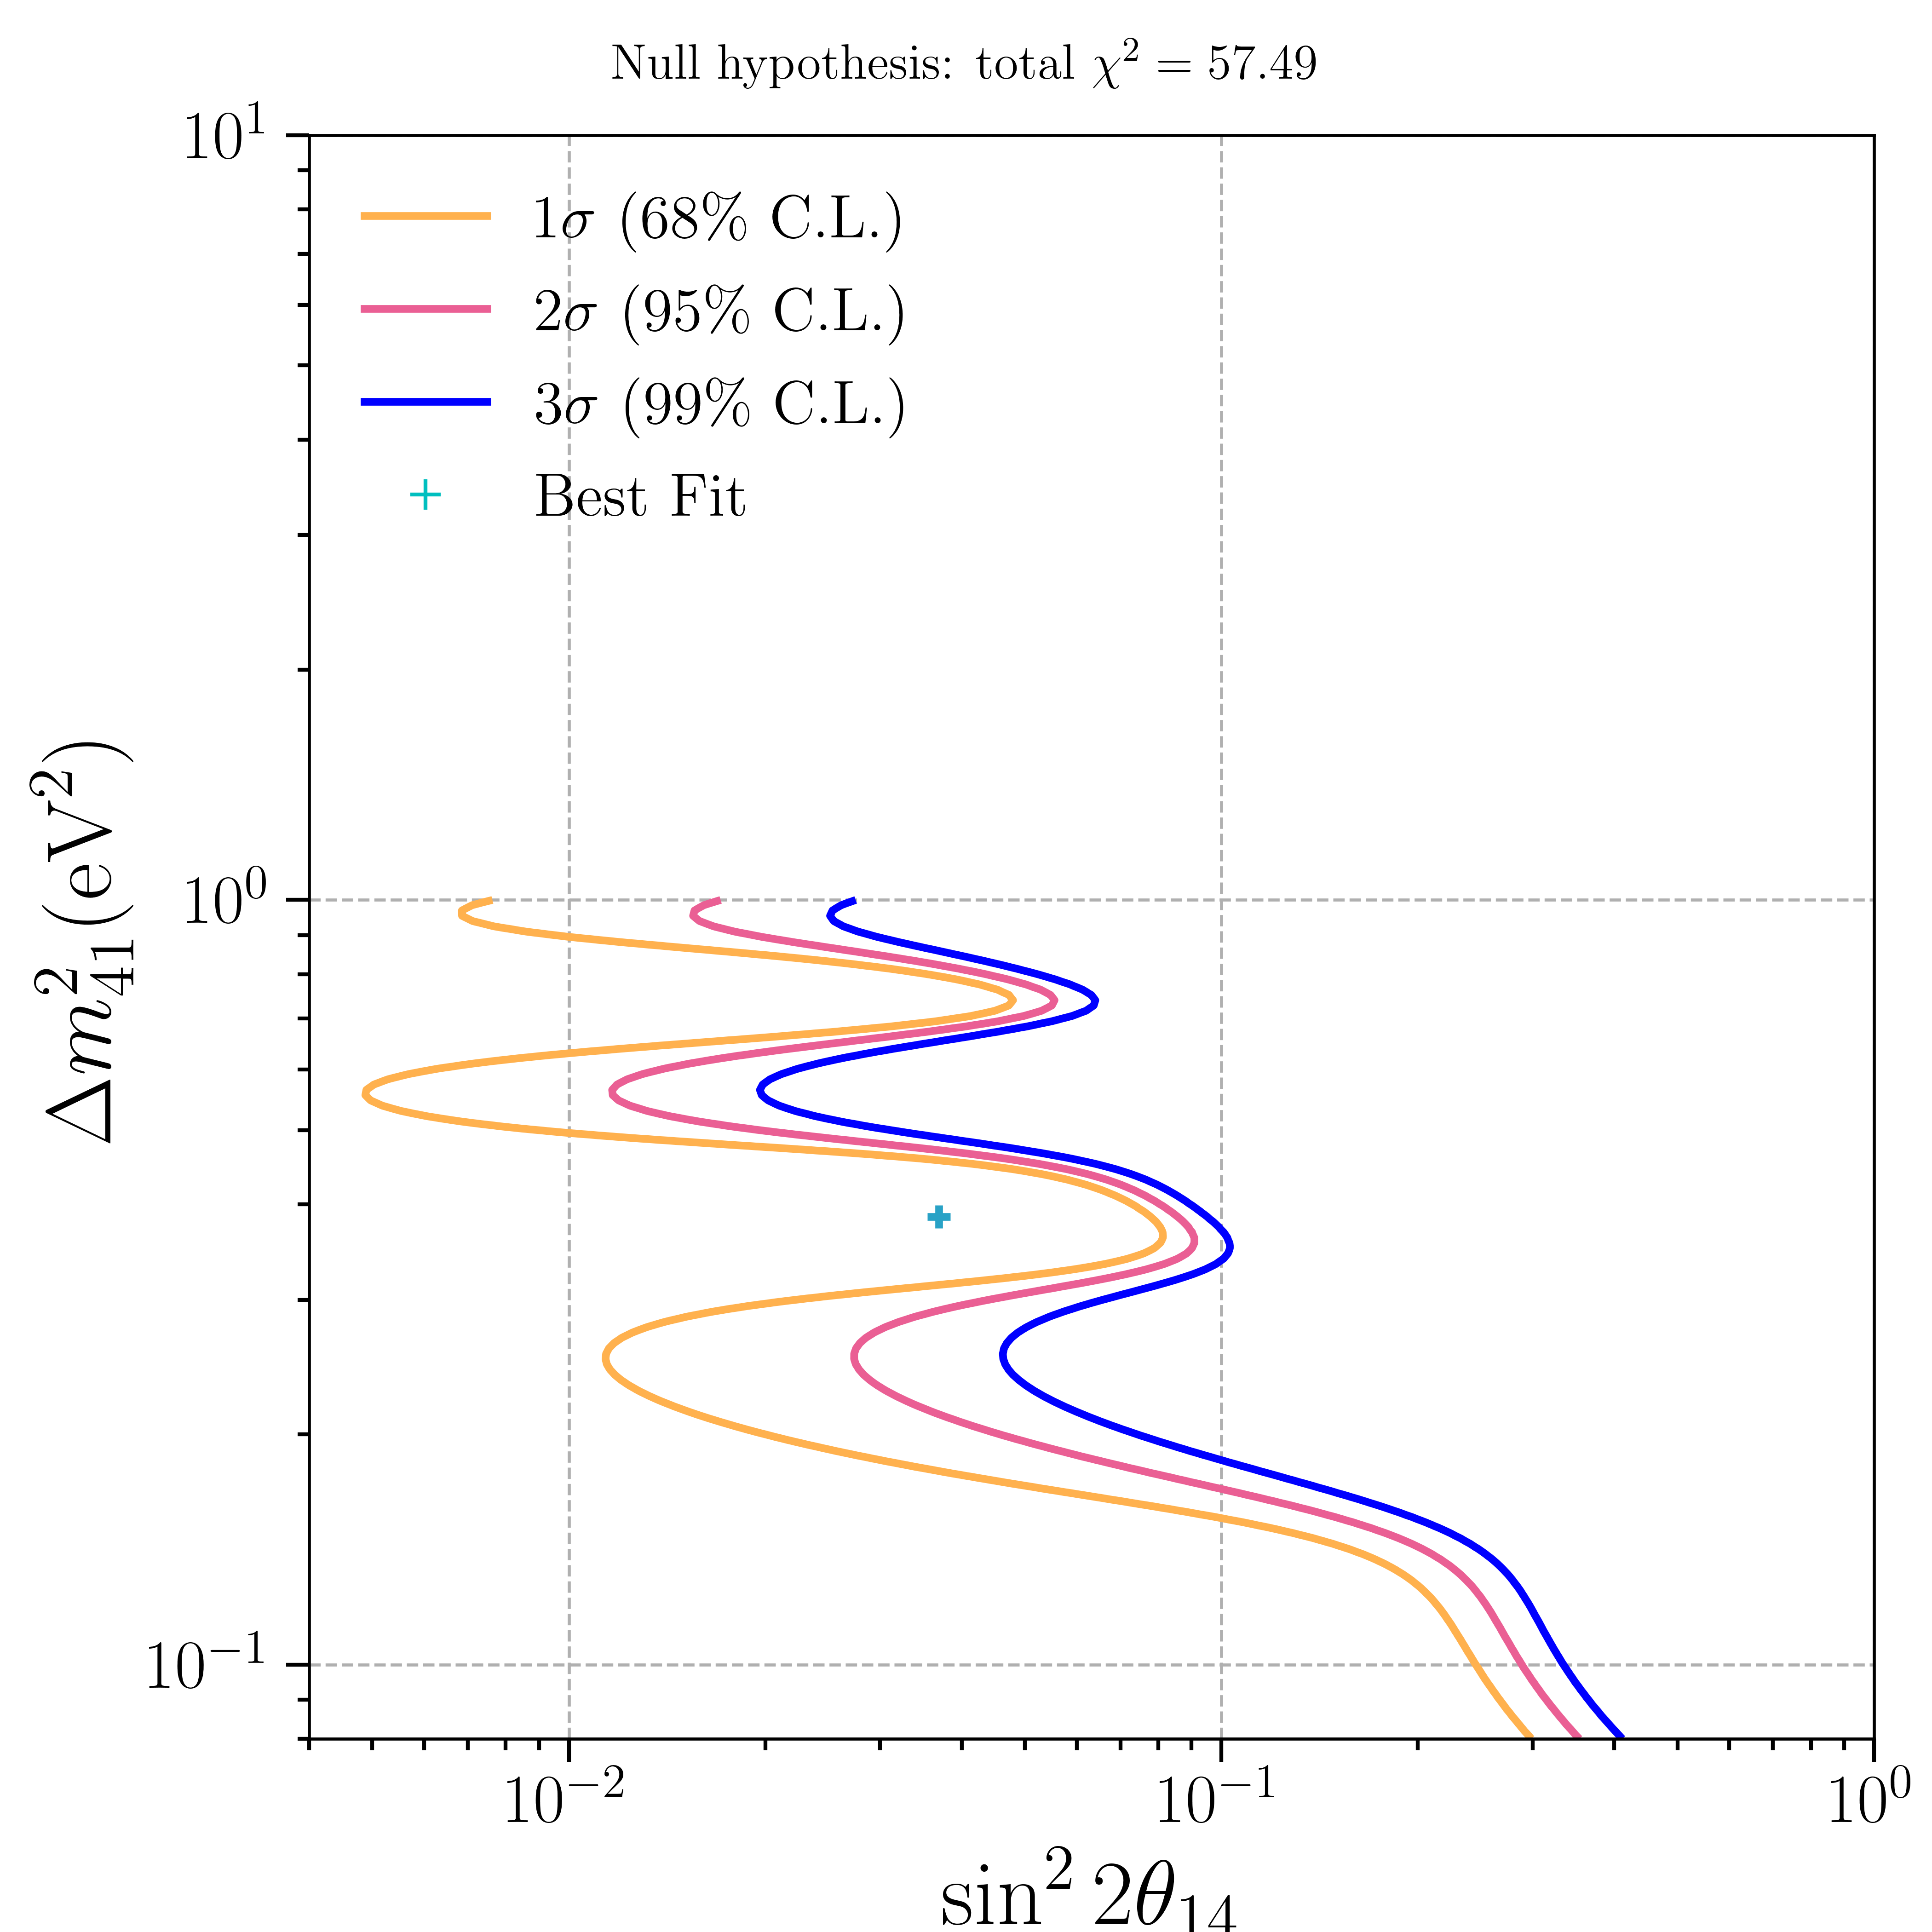 Null hypothesis: total χ² = 57.49
10¹
1σ (68% C.L.)
2σ (95% C.L.)
3σ (99% C.L.)
Best Fit
Δm²₄₁(eV²)
10⁰
10⁻¹
10⁻²
10⁻¹
10⁰
sin² 2θ₁₄